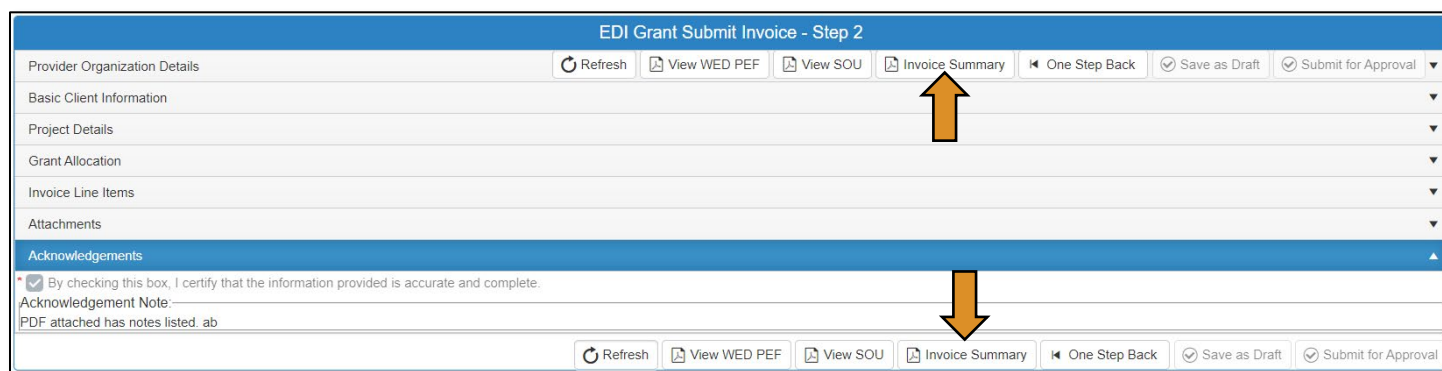 EDI Grant Submit Invoice - Step 2
Provider Organization Details Refresh View WED PEF View SOU Invoice Summary One Step Back Save as Draft Submit for Approval
Basic Client Information
Project Details
Grant Allocation
Invoice Line Items
Attachments
Acknowledgements
* By checking this box, I certify that the information provided is accurate and complete.
Acknowledgement Note:
PDF attached has notes listed. ab
Refresh View WED PEF View SOU Invoice Summary One Step Back Save as Draft Submit for Approval